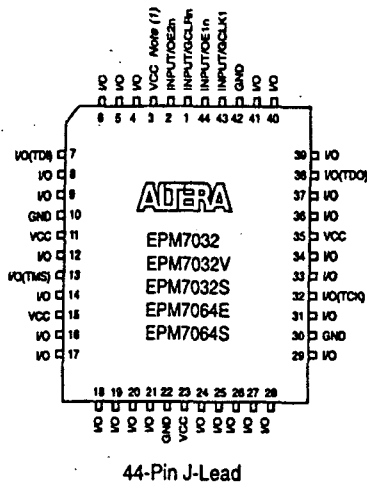 I/O
I/O
I/O
VCC Note (1)
INPUT/OE2n
INPUT/GCLRn
INPUT/OE1n
INPUT/GCLK1
GND
I/O
I/O
6 5 4 3 2 1 44 43 42 41 40
I/O(TDI) 7
I/O 8
I/O 9
GND 10
VCC 11
I/O 12
I/O(TMS) 13
I/O 14
VCC 15
I/O 16
I/O 17
ALTERA
EPM7032
EPM7032V
EPM7032S
EPM7064E
EPM7064S
39 I/O
38 I/O(TDO)
37 I/O
36 I/O
35 VCC
34 I/O
33 I/O
32 I/O(TCK)
31 I/O
30 GND
29 I/O
18 19 20 21 22 23 24 25 26 27 28
I/O
I/O
I/O
I/O
GND
VCC
I/O
I/O
I/O
I/O
I/O
44-Pin J-Lead